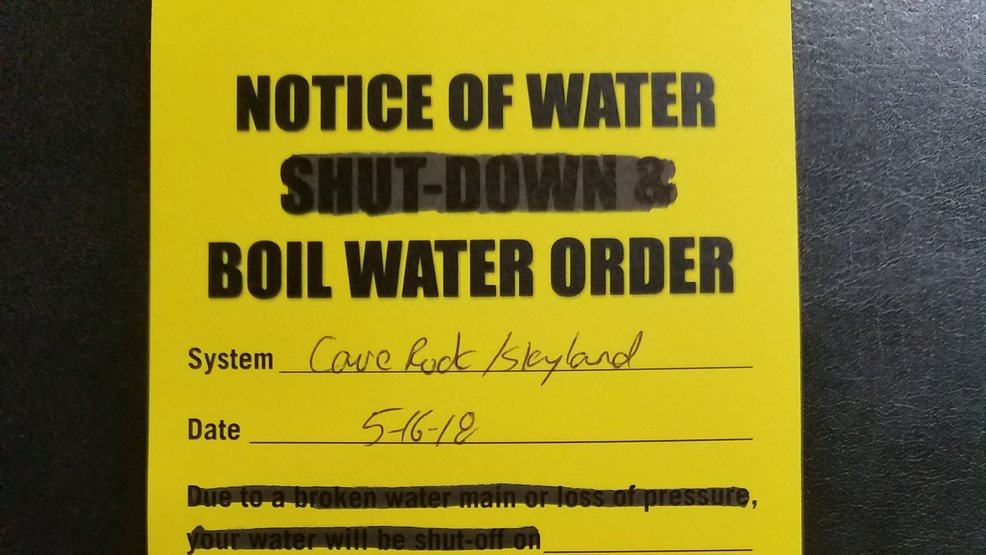 NOTICE OF WATER
SHUT-DOWN &
BOIL WATER ORDER
System Cave Rock/Skyland
Date 5-16-18
Due to a broken water main or loss of pressure,
your water will be shut-off on